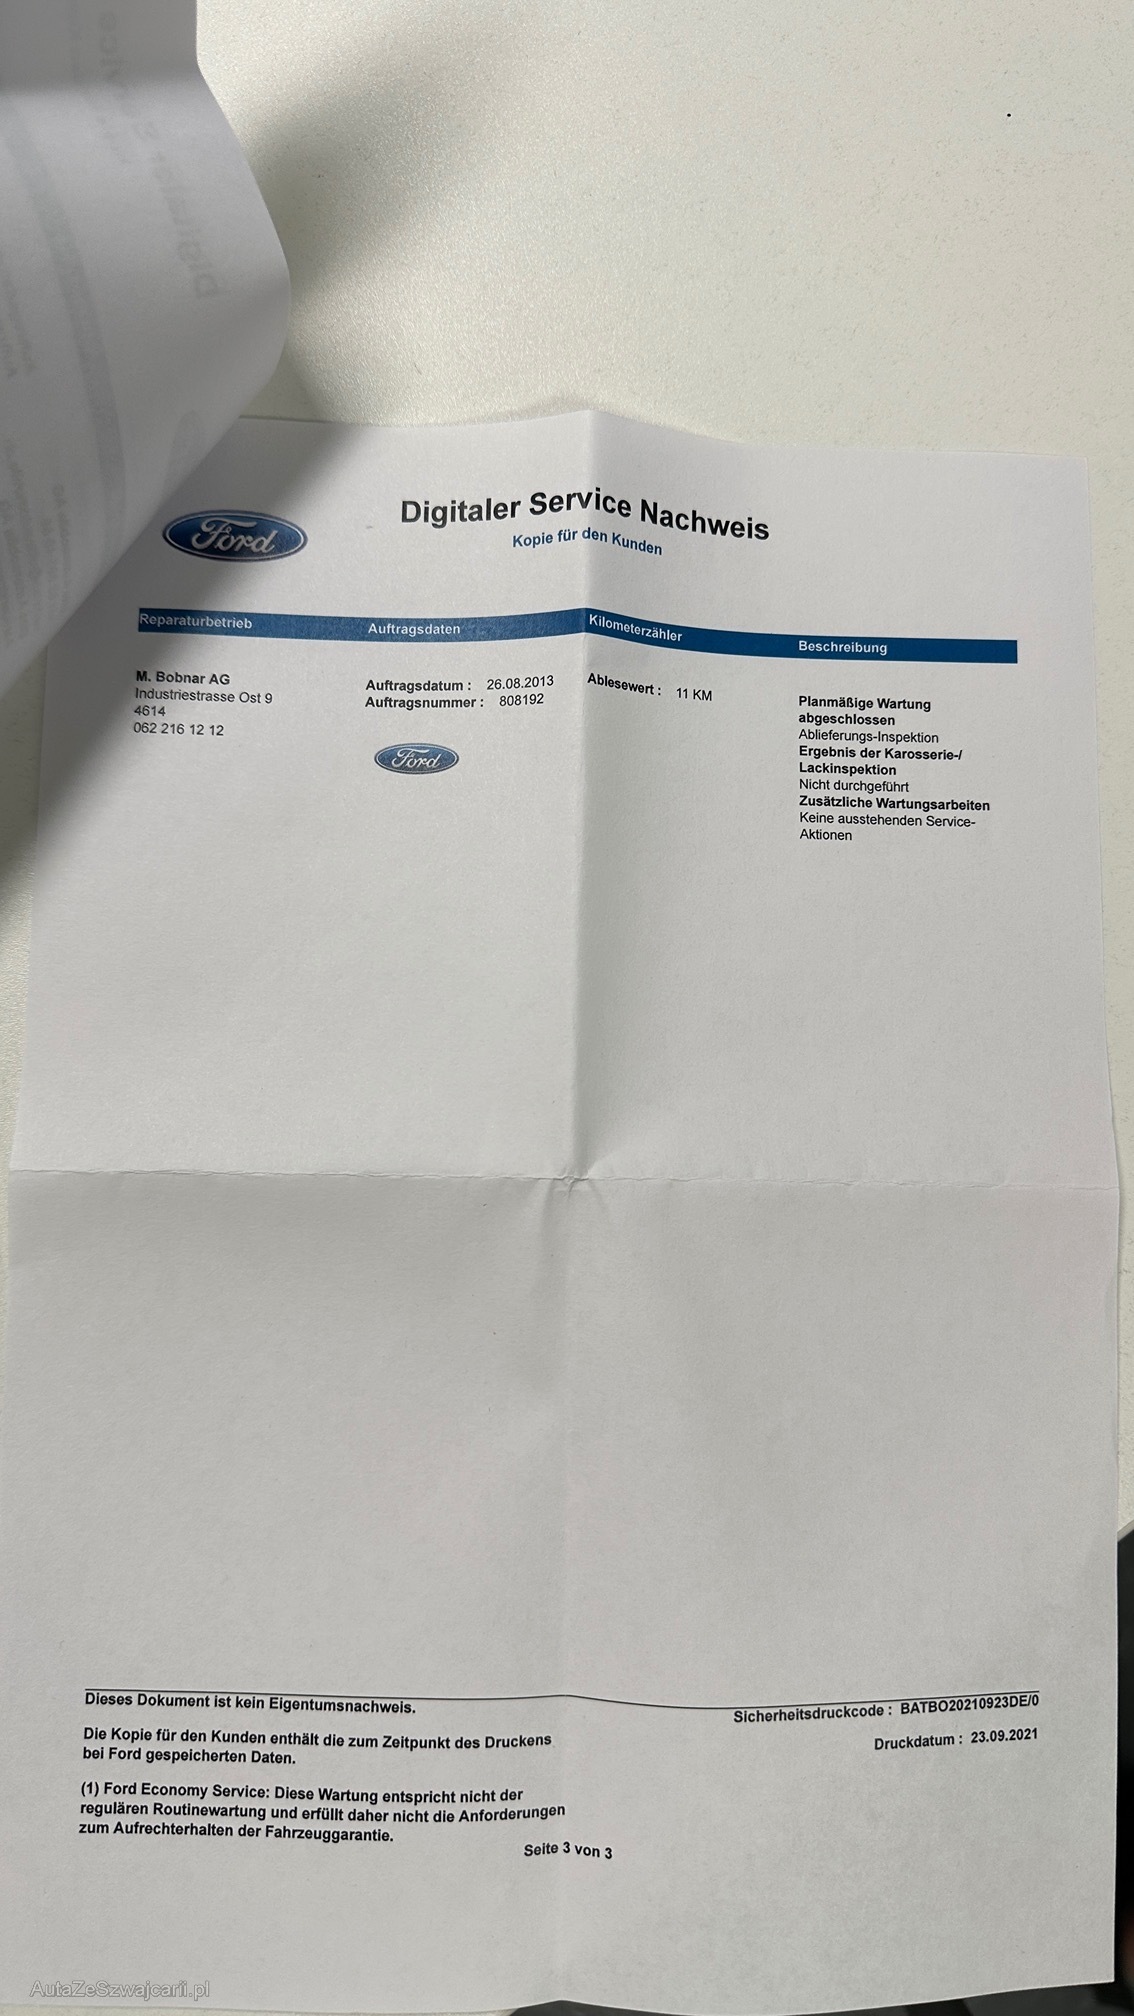 Digitaler Service Nachweis
Kopie für den Kunden
Ford
Reparaturbetrieb Auftragsdaten Kilometerzähler Beschreibung
M. Bobnar AG
Industriestrasse Ost 9
4614
062 216 12 12
Auftragsdatum : 26.08.2013
Auftragsnummer : 808192
Ford
Ablesewert : 11 KM
Planmäßige Wartung
abgeschlossen
Ablieferungs-Inspektion
Ergebnis der Karosserie-/
Lackinspektion
Nicht durchgeführt
Zusätzliche Wartungsarbeiten
Keine ausstehenden Service-
Aktionen
Dieses Dokument ist kein Eigentumsnachweis.
Die Kopie für den Kunden enthält die zum Zeitpunkt des Druckens
bei Ford gespeicherten Daten.
(1) Ford Economy Service: Diese Wartung entspricht nicht der
regulären Routinewartung und erfüllt daher nicht die Anforderungen
zum Aufrechterhalten der Fahrzeuggarantie.
Sicherheitsdruckcode : BATBO20210923DE/0
Druckdatum : 23.09.2021
Seite 3 von 3
AutaZeSzwajcarii.pl